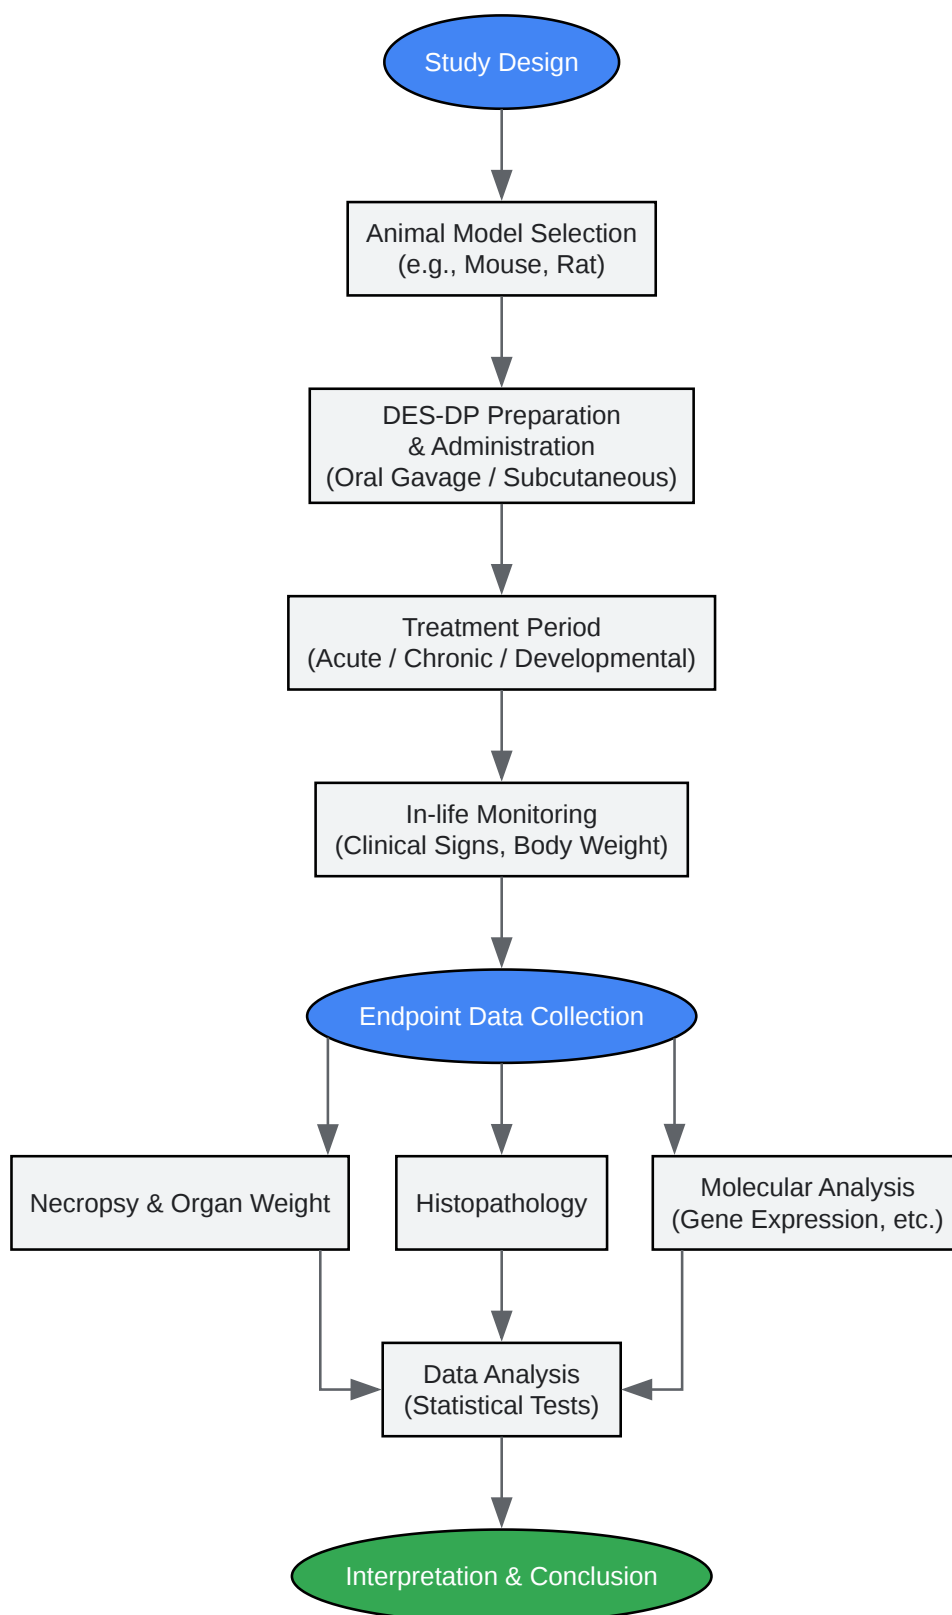 Study Design
Animal Model Selection
(e.g., Mouse, Rat)
DES-DP Preparation
& Administration
(Oral Gavage / Subcutaneous)
Treatment Period
(Acute / Chronic / Developmental)
In-life Monitoring
(Clinical Signs, Body Weight)
Endpoint Data Collection
Necropsy & Organ Weight
Histopathology
Molecular Analysis
(Gene Expression, etc.)
Data Analysis
(Statistical Tests)
Interpretation & Conclusion